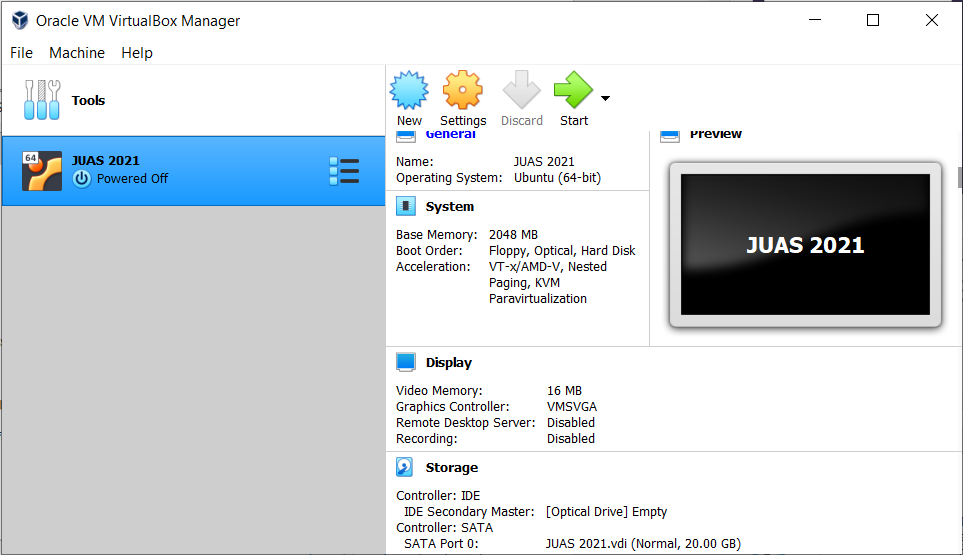 Oracle VM VirtualBox Manager
File Machine Help
Tools
New Settings Discard Start
64
JUAS 2021
Powered Off
General
Name: JUAS 2021
Operating System: Ubuntu (64-bit)
Preview
JUAS 2021
System
Base Memory: 2048 MB
Boot Order: Floppy, Optical, Hard Disk
Acceleration: VT-x/AMD-V, Nested
Paging, KVM
Paravirtualization
Display
Video Memory: 16 MB
Graphics Controller: VMSVGA
Remote Desktop Server: Disabled
Recording: Disabled
Storage
Controller: IDE
IDE Secondary Master: [Optical Drive] Empty
Controller: SATA
SATA Port 0: JUAS 2021.vdi (Normal, 20.00 GB)